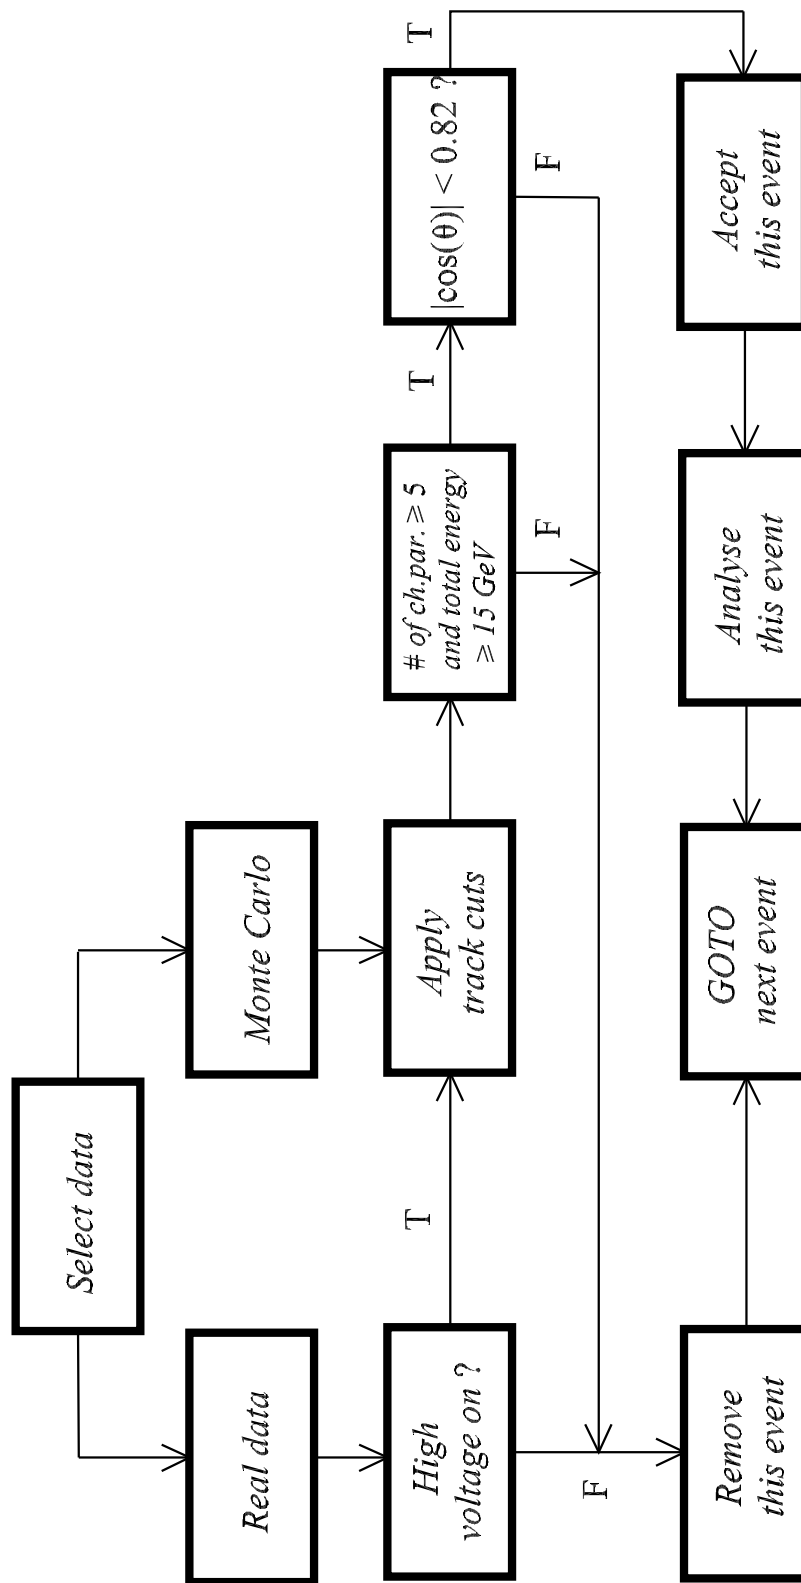 Select data
Real data
Monte Carlo
High
voltage on ?
T
Apply
track cuts
# of ch.par. ≥ 5
and total energy
≥ 15 GeV
T
|cos(θ)| < 0.82 ?
T
F
F
F
Remove
this event
GOTO
next event
Analyse
this event
Accept
this event